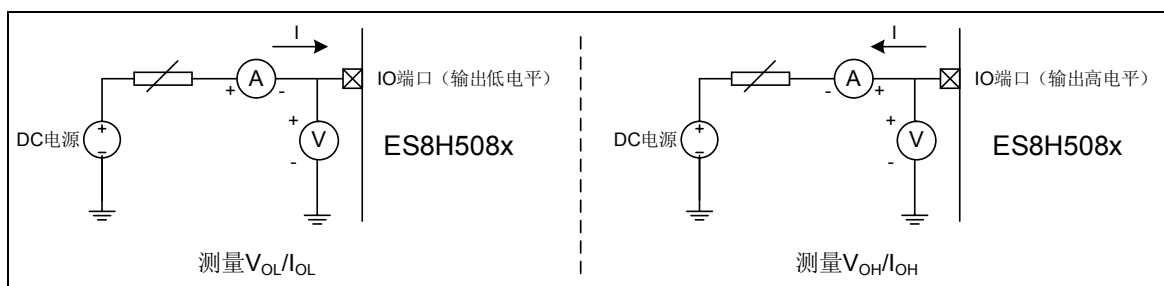 I
+ A -
IO端口（输出低电平）
DC电源
+
-
+
V
-
ES8H508x
测量VOL/IOL
I
- A +
IO端口（输出高电平）
DC电源
+
-
+
V
-
ES8H508x
测量VOH/IOH